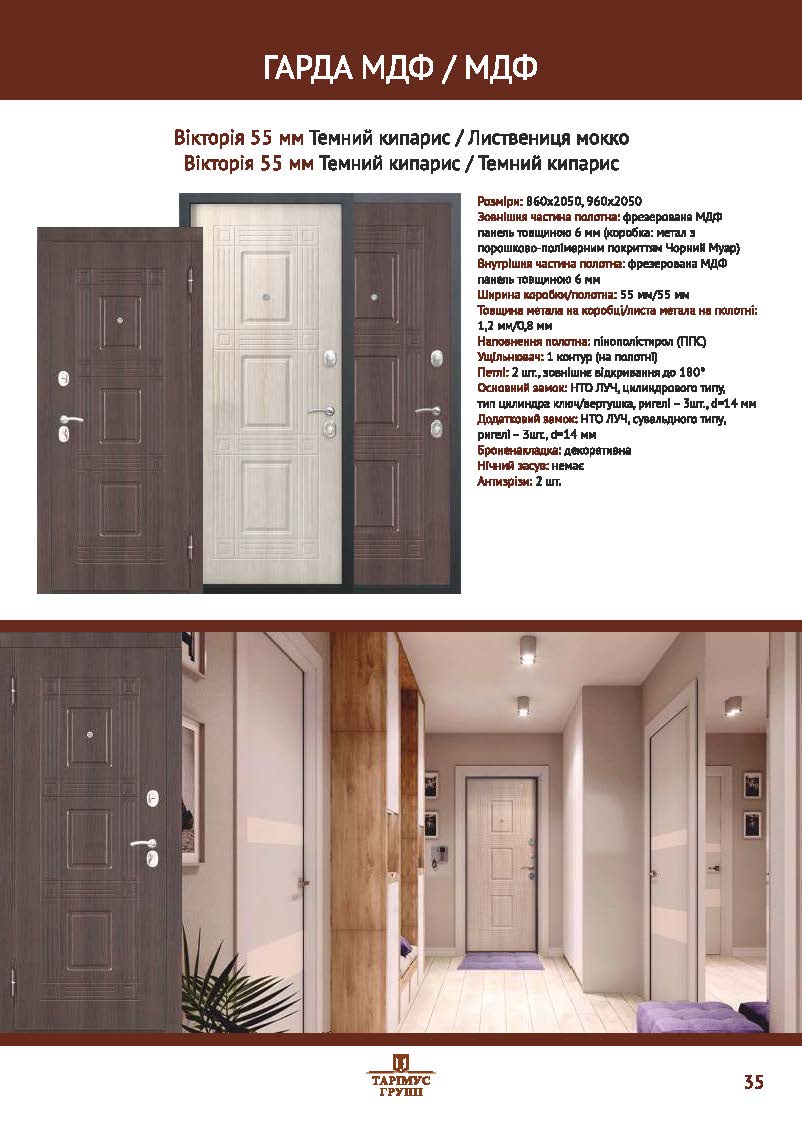 ГАРДА МДФ / МДФ
Вікторія 55 мм Темний кипарис / Листвениця мокко
Вікторія 55 мм Темний кипарис / Темний кипарис
Розміри: 860х2050, 960х2050
Зовнішня частина полотна: фрезерована МДФ
панель товщиною 6 мм (коробка: метал з
порошково-полімерним покриттям Чорний Муар)
Внутрішня частина полотна: фрезерована МДФ
панель товщиною 6 мм
Ширина коробки/полотна: 55 мм/55 мм
Товщина метала на коробці/листа метала на полотні:
1,2 мм/0,8 мм
Наповнення полотна: пінополістирол (ППС)
Ущільнювач: 1 контур (на полотні)
Петлі: 2 шт., зовнішнє відкривання до 180°
Основний замок: НТО ЛУЧ, цилиндрового типу,
тип цилиндра ключ/вертушка, ригелі – 3шт., d=14 мм
Додатковий замок: НТО ЛУЧ, сувальдного типу,
ригелі – 3шт., d=14 мм
Броненакладка: декоративна
Нічний засув: немає
Антизрізи: 2 шт.
ТАРІМУС
ГРУПП
35